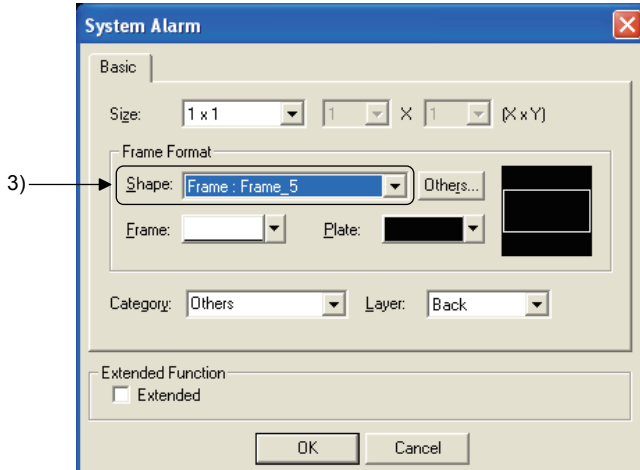 System Alarm
Basic
Size: 1 x 1 1 X 1 (X x Y)
Frame Format
3) Shape: Frame : Frame_5 Others...
Frame: Plate:
Category: Others Layer: Back
Extended Function
Extended
OK Cancel